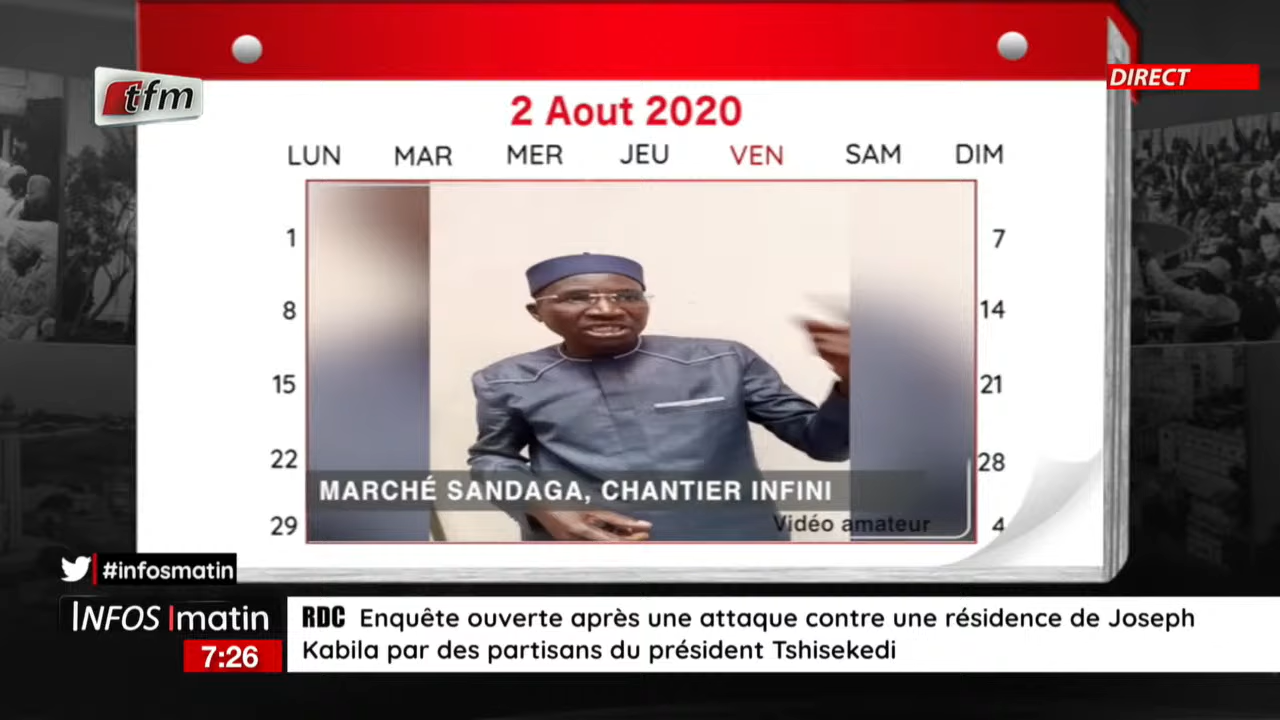 tfm
DIRECT
2 Aout 2020
LUN MAR MER JEU VEN SAM DIM
1 7
8 14
15 21
22 28
29 4
MARCHÉ SANDAGA, CHANTIER INFINI
Vidéo amateur
#infosmatin
INFOS matin
7:26
RDC Enquête ouverte après une attaque contre une résidence de Joseph
Kabila par des partisans du président Tshisekedi